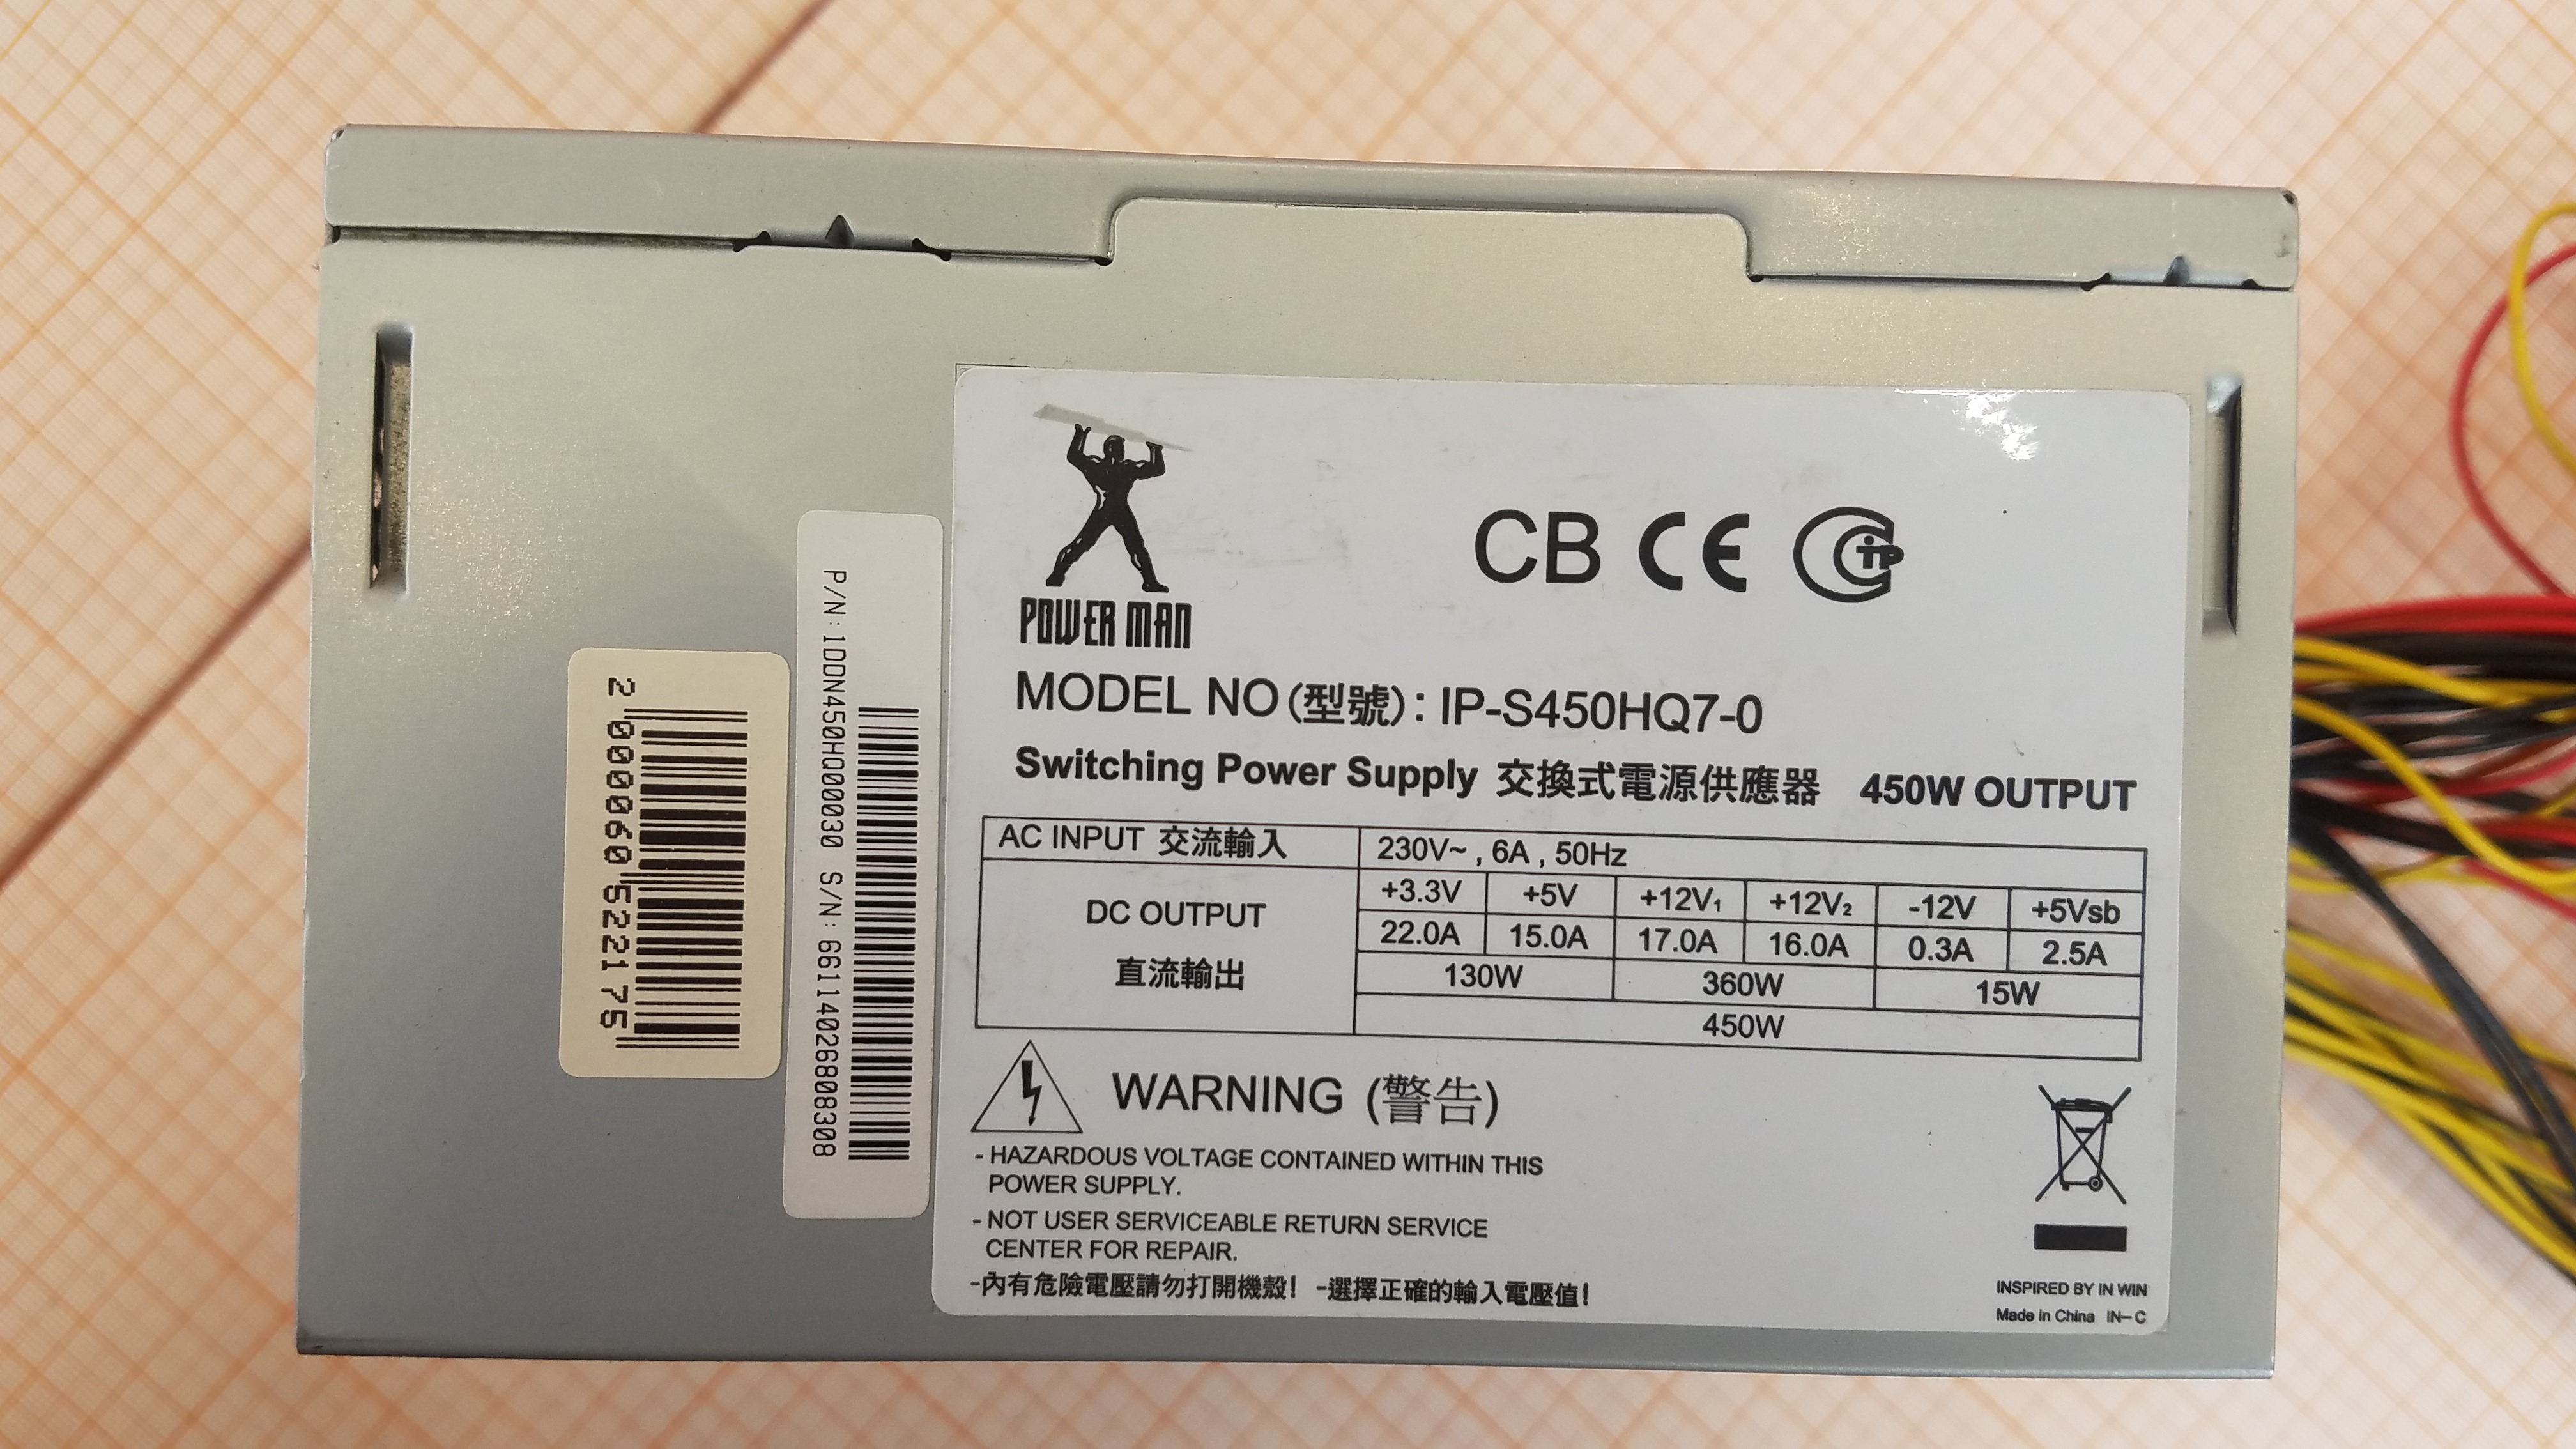 POWER MAN
CB CE
MODEL NO(型號): IP-S450HQ7-0
Switching Power Supply 交換式電源供應器 450W OUTPUT
AC INPUT 交流輸入 230V~ , 6A , 50Hz
DC OUTPUT
直流輸出
+3.3V +5V +12V₁ +12V₂ -12V +5Vsb
22.0A 15.0A 17.0A 16.0A 0.3A 2.5A
130W 360W 15W
450W
WARNING (警告)
- HAZARDOUS VOLTAGE CONTAINED WITHIN THIS
POWER SUPPLY.
- NOT USER SERVICEABLE RETURN SERVICE
CENTER FOR REPAIR.
-內有危險電壓請勿打開機殼! -選擇正確的輸入電壓值!
INSPIRED BY IN WIN
Made in China IN-C
P/N:1DDN450HQ00030 S/N:66114026808308
2 000060 522175